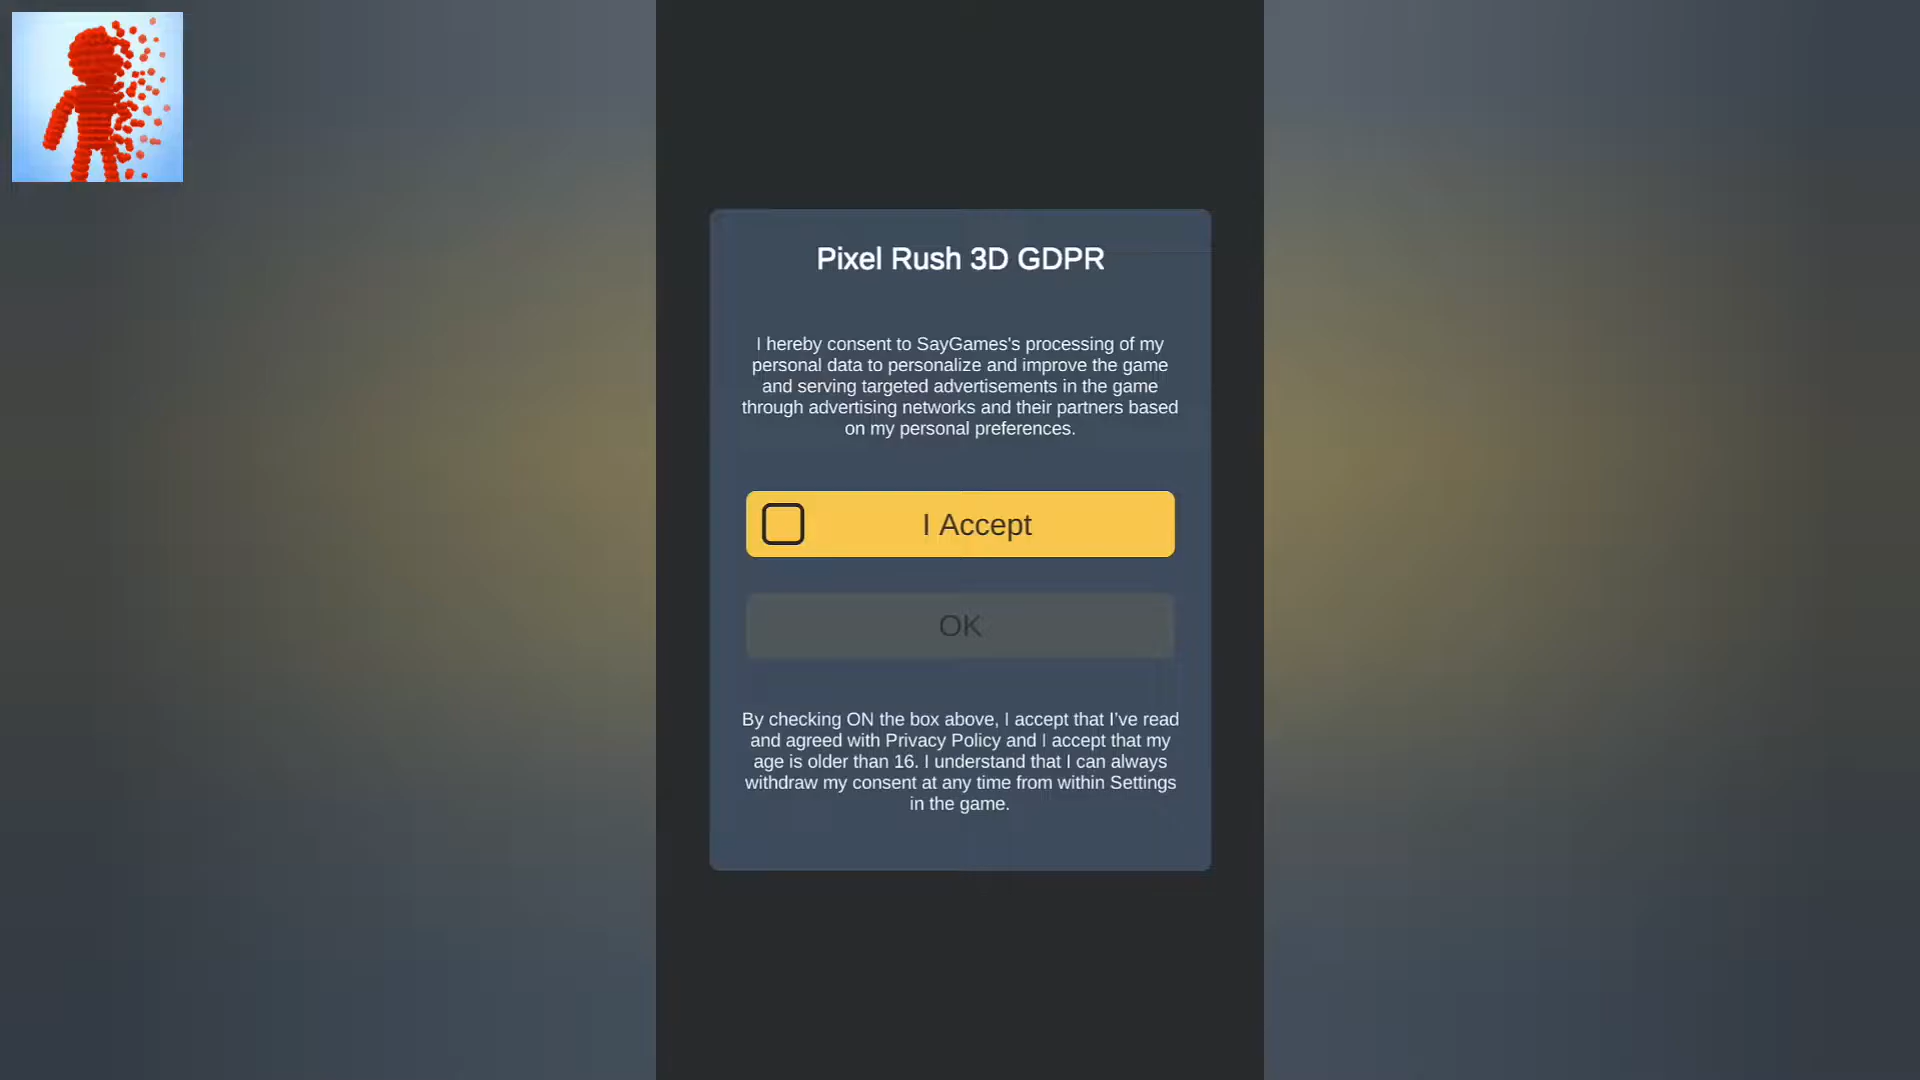 Pixel Rush 3D GDPR
I hereby consent to SayGames's processing of my
personal data to personalize and improve the game
and serving targeted advertisements in the game
through advertising networks and their partners based
on my personal preferences.
I Accept
OK
By checking ON the box above, I accept that I've read
and agreed with Privacy Policy and I accept that my
age is older than 16. I understand that I can always
withdraw my consent at any time from within Settings
in the game.